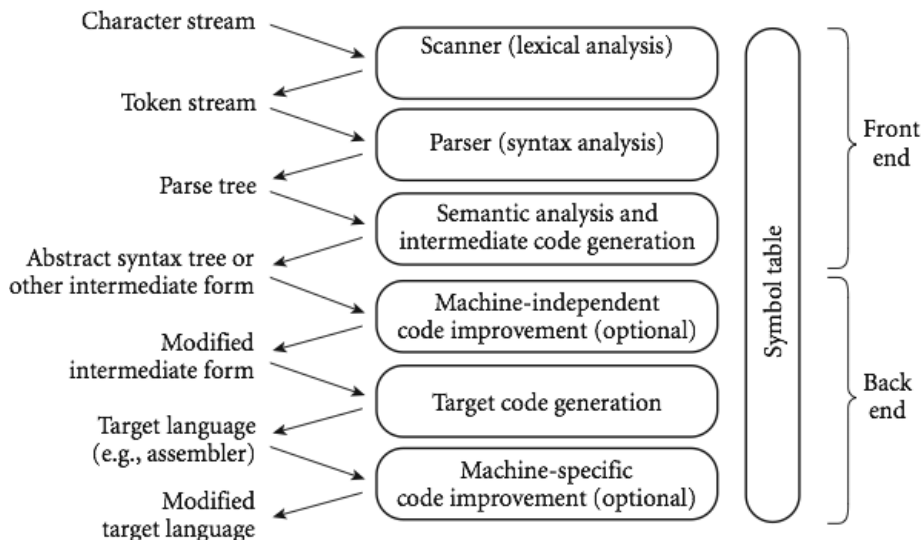 Character stream
Scanner (lexical analysis)
Token stream
Parser (syntax analysis)
Parse tree
Semantic analysis and
intermediate code generation
Abstract syntax tree or
other intermediate form
Machine-independent
code improvement (optional)
Modified
intermediate form
Target code generation
Target language
(e.g., assembler)
Machine-specific
code improvement (optional)
Modified
target language
Symbol table
Front
end
Back
end